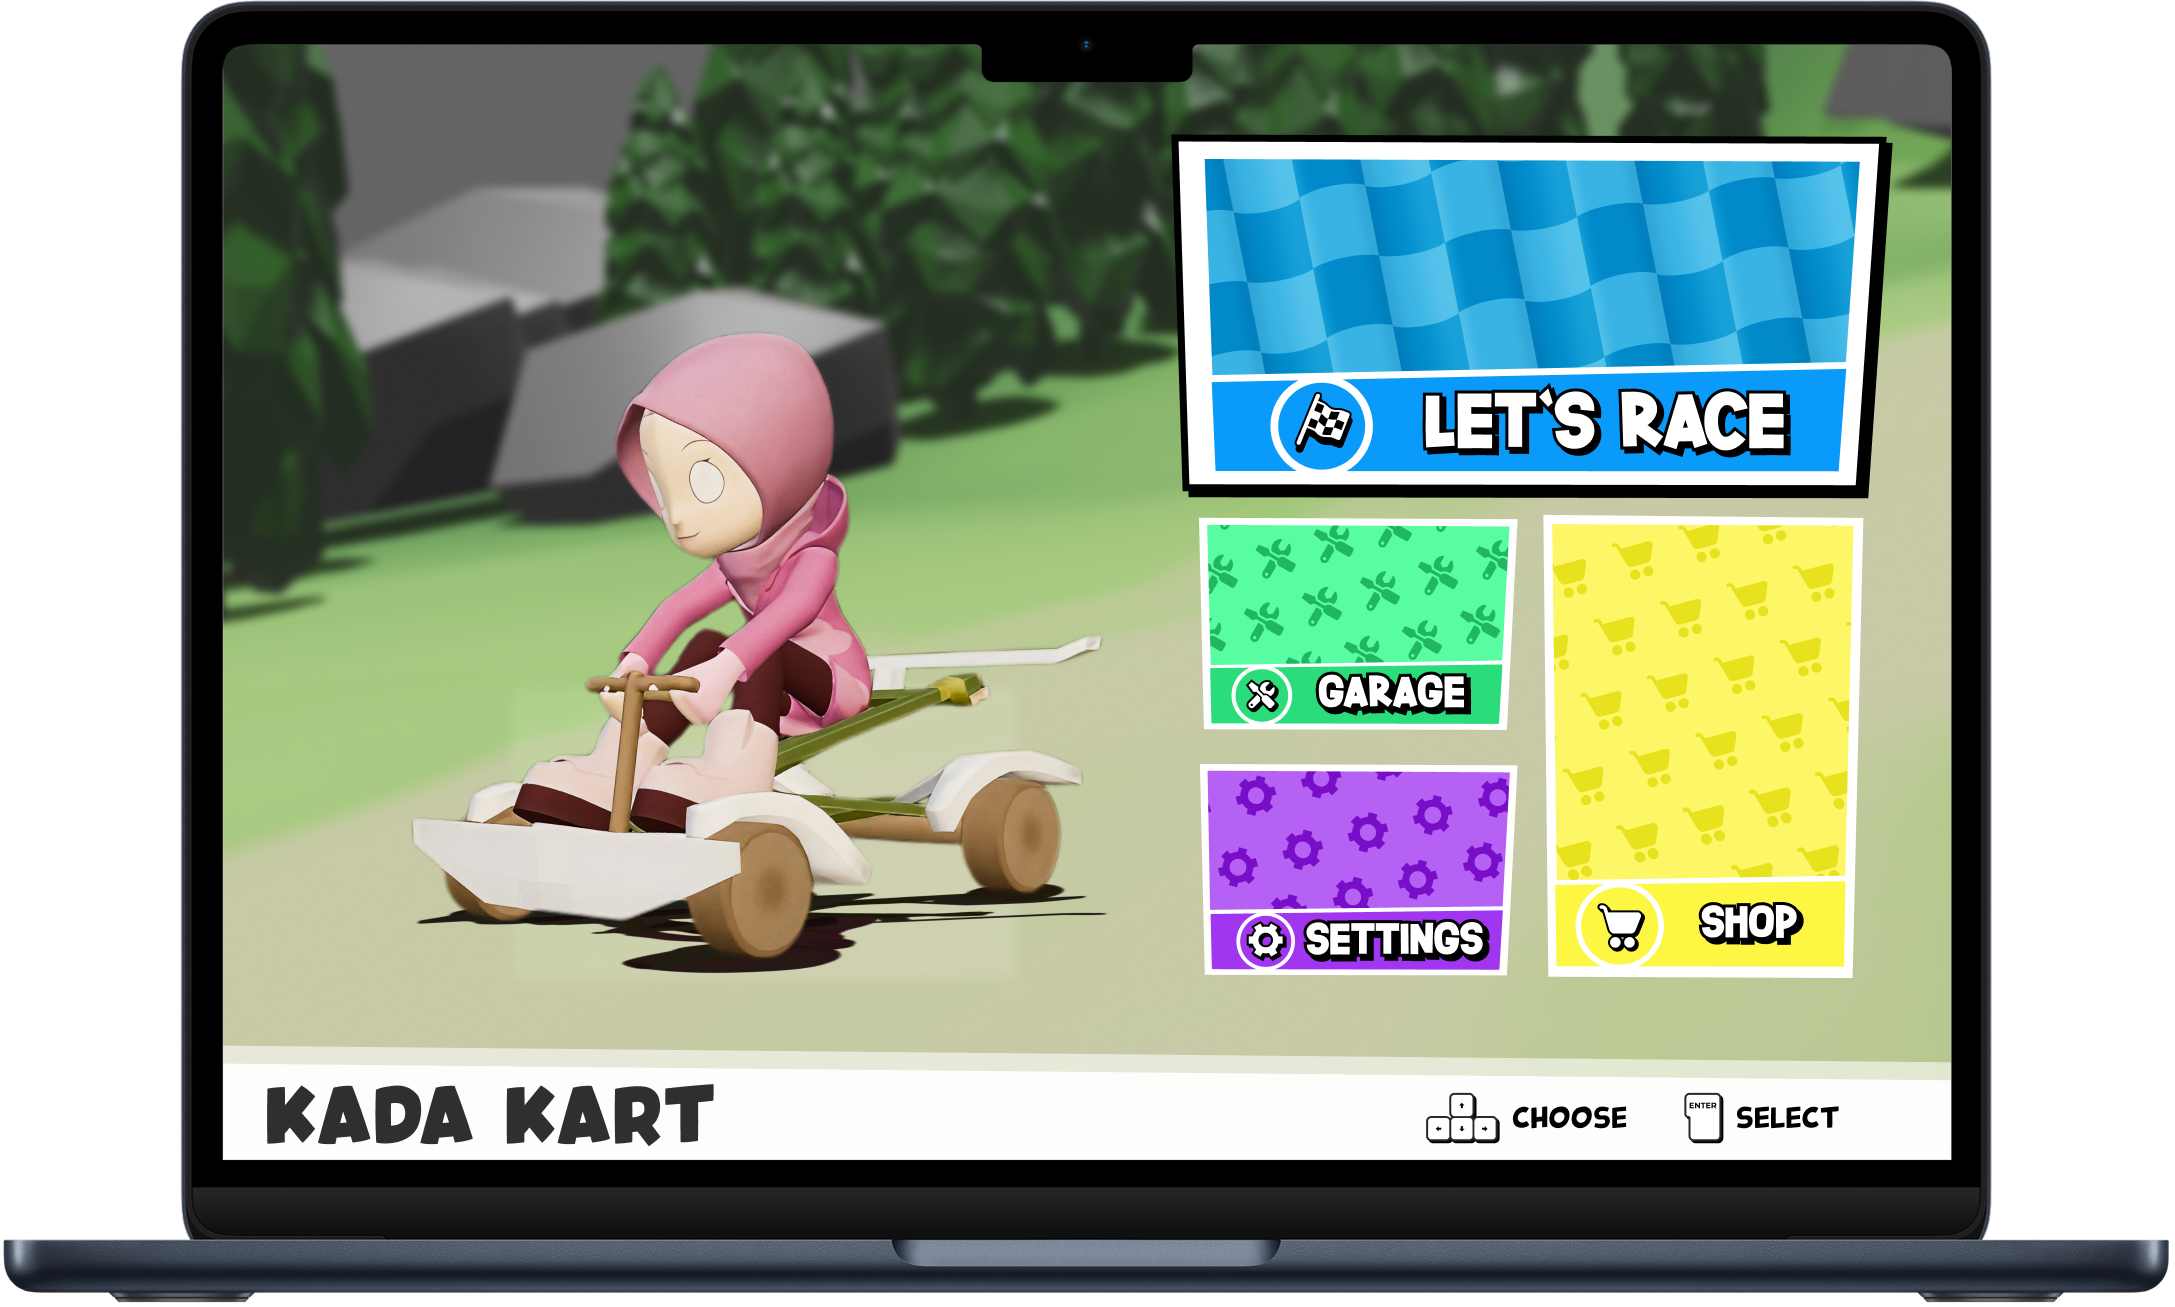 LET'S RACE
GARAGE
SETTINGS
SHOP
KADA KART
CHOOSE
ENTER
SELECT